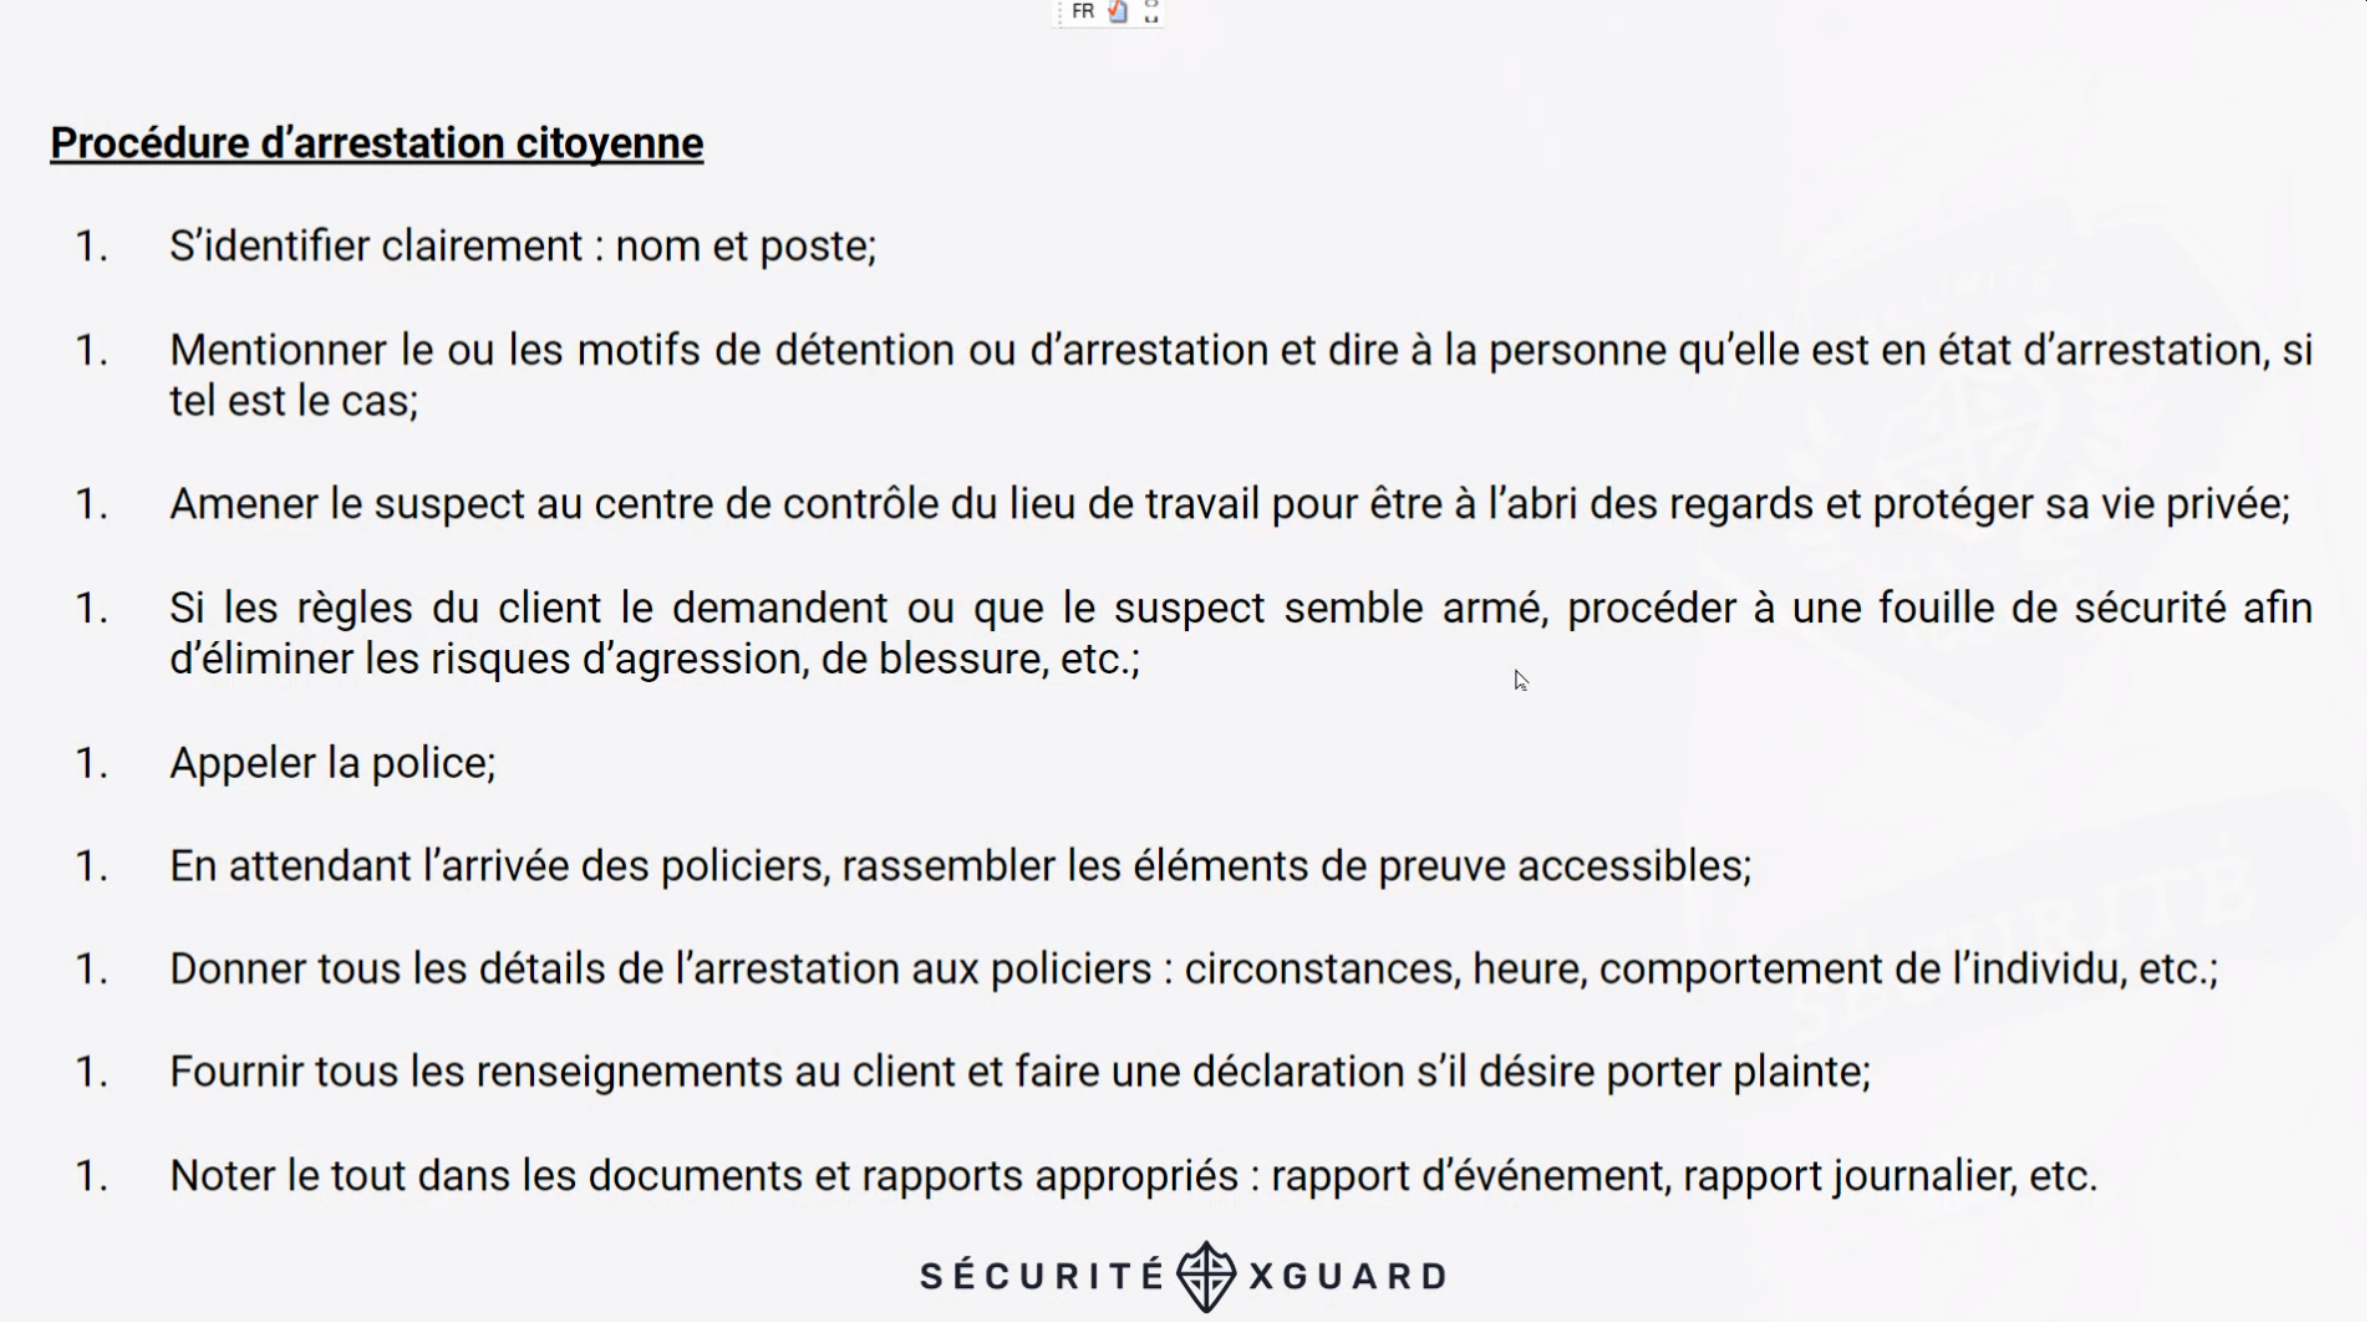 FR
Procédure d’arrestation citoyenne
1. S’identifier clairement : nom et poste;
1. Mentionner le ou les motifs de détention ou d’arrestation et dire à la personne qu’elle est en état d’arrestation, si
tel est le cas;
1. Amener le suspect au centre de contrôle du lieu de travail pour être à l’abri des regards et protéger sa vie privée;
1. Si les règles du client le demandent ou que le suspect semble armé, procéder à une fouille de sécurité afin
d’éliminer les risques d’agression, de blessure, etc.;
1. Appeler la police;
1. En attendant l’arrivée des policiers, rassembler les éléments de preuve accessibles;
1. Donner tous les détails de l’arrestation aux policiers : circonstances, heure, comportement de l’individu, etc.;
1. Fournir tous les renseignements au client et faire une déclaration s’il désire porter plainte;
1. Noter le tout dans les documents et rapports appropriés : rapport d’événement, rapport journalier, etc.
SÉCURITÉ XGUARD
SÉCURITÉ